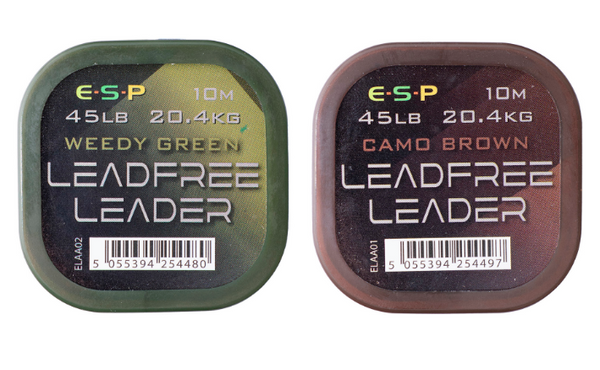 E·S·P 10M
45LB 20.4KG
WEEDY GREEN
LEADFREE
LEADER
ELAA02
5 055394 254480
E·S·P 10M
45LB 20.4KG
CAMO BROWN
LEADFREE
LEADER
ELAA01
5 055394 254497